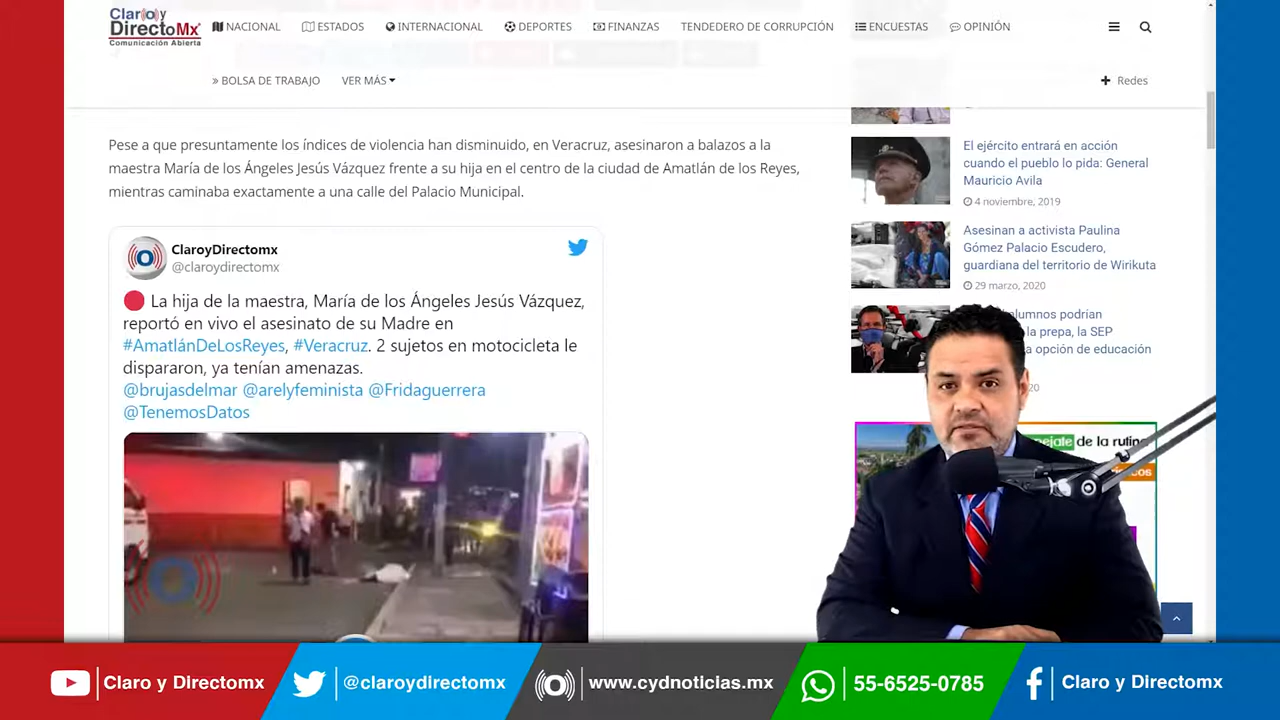 Claro y
DirectoMx
Comunicación Abierta
NACIONAL
ESTADOS
INTERNACIONAL
DEPORTES
FINANZAS
TENDEDERO DE CORRUPCIÓN
ENCUESTAS
OPINIÓN
» BOLSA DE TRABAJO
VER MÁS
Redes
Pese a que presuntamente los índices de violencia han disminuido, en Veracruz, asesinaron a balazos a la
maestra María de los Ángeles Jesús Vázquez frente a su hija en el centro de la ciudad de Amatlán de los Reyes,
mientras caminaba exactamente a una calle del Palacio Municipal.
ClaroyDirectomx
@claroydirectomx
La hija de la maestra, María de los Ángeles Jesús Vázquez,
reportó en vivo el asesinato de su Madre en
#AmatlánDeLosReyes, #Veracruz. 2 sujetos en motocicleta le
dispararon, ya tenían amenazas.
@brujasdelmar @arelyfeminista @Fridaguerrera
@TenemosDatos
El ejército entrará en acción
cuando el pueblo lo pida: General
Mauricio Avila
4 noviembre, 2019
Asesinan a activista Paulina
Gómez Palacio Escudero,
guardiana del territorio de Wirikuta
29 marzo, 2020
alumnos podrían
la prepa, la SEP
a opción de educación
20
nejate de la rutina
Claro y Directomx
@claroydirectomx
www.cydnoticias.mx
55-6525-0785
Claro y Directomx